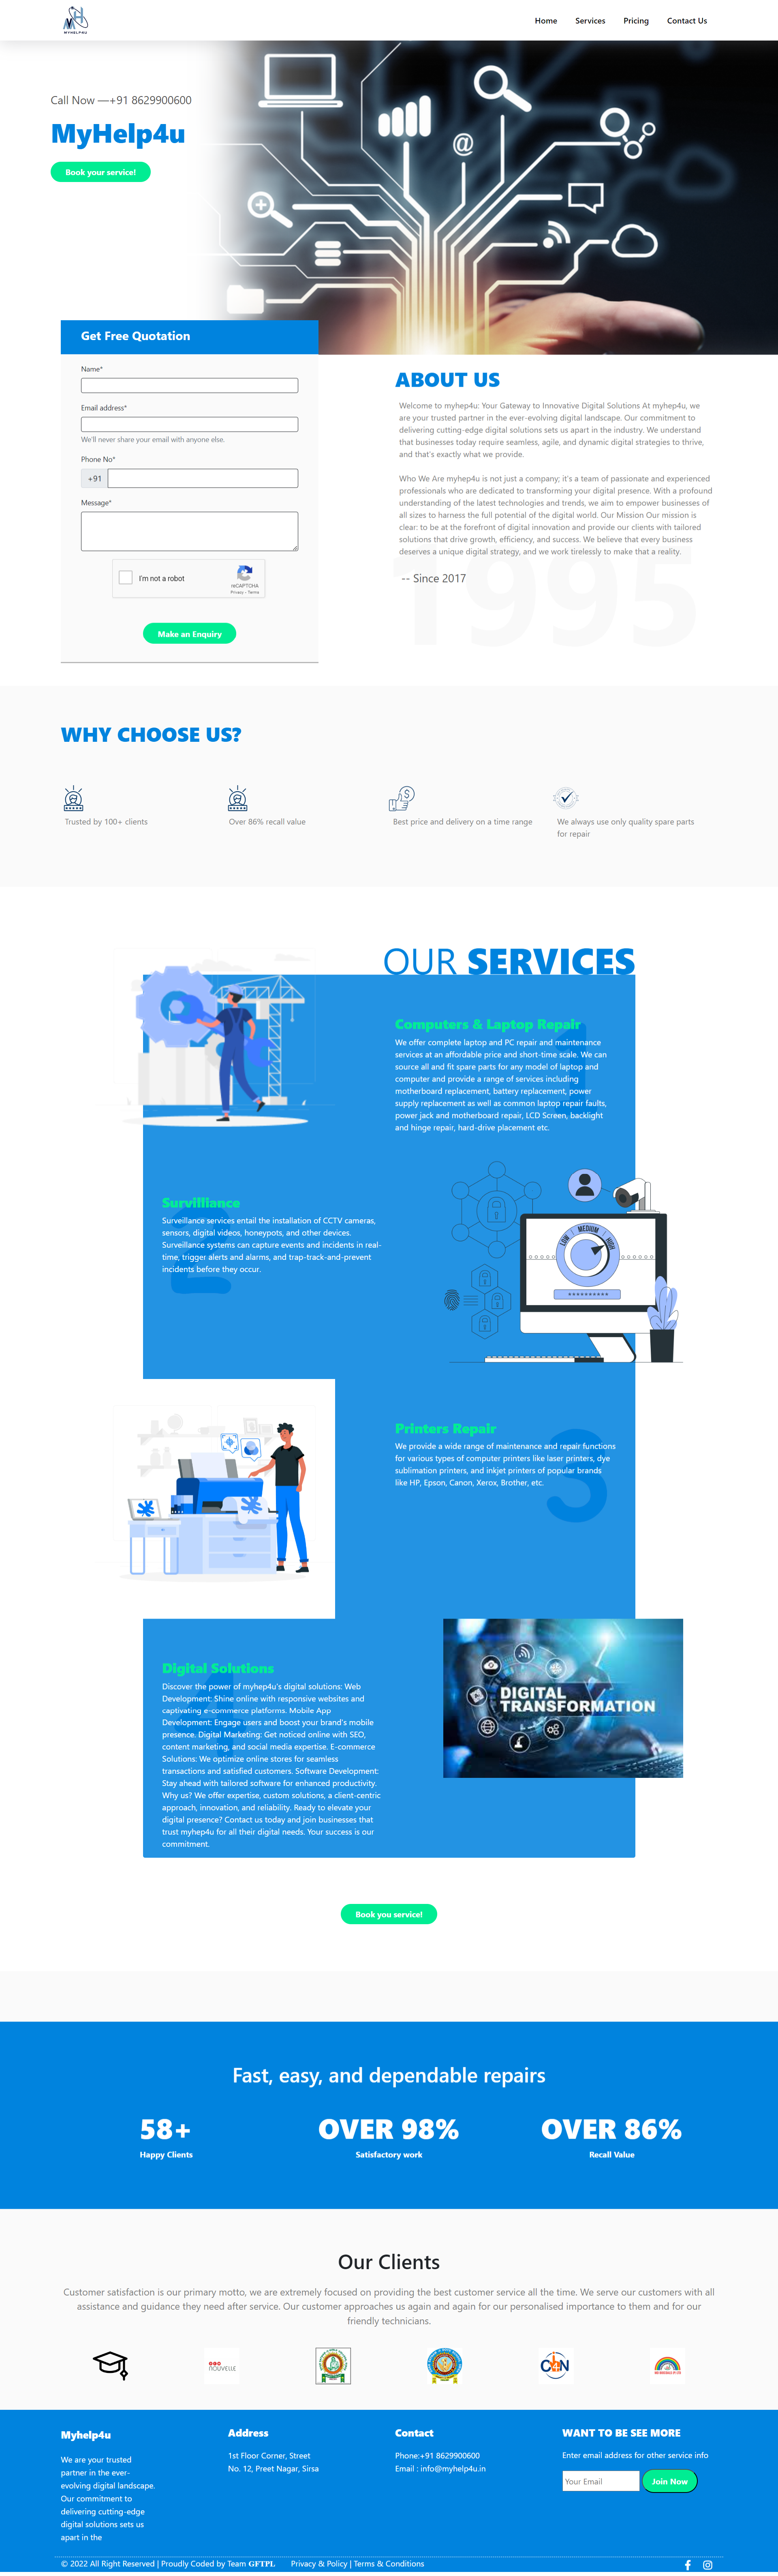 MYHELP4U
Home Services Pricing Contact Us
Call Now —+91 8629900600
MyHelp4u
Book your service!
@
Get Free Quotation
Name*
Email address*
We'll never share your email with anyone else.
Phone No*
+91
Message*
I'm not a robot
reCAPTCHA
Privacy - Terms
Make an Enquiry
ABOUT US
Welcome to myhep4u: Your Gateway to Innovative Digital Solutions At myhep4u, we
are your trusted partner in the ever-evolving digital landscape. Our commitment to
delivering cutting-edge digital solutions sets us apart in the industry. We understand
that businesses today require seamless, agile, and dynamic digital strategies to thrive,
and that's exactly what we provide.
Who We Are myhep4u is not just a company; it's a team of passionate and experienced
professionals who are dedicated to transforming your digital presence. With a profound
understanding of the latest technologies and trends, we aim to empower businesses of
all sizes to harness the full potential of the digital world. Our Mission Our mission is
clear: to be at the forefront of digital innovation and provide our clients with tailored
solutions that drive growth, efficiency, and success. We believe that every business
deserves a unique digital strategy, and we work tirelessly to make that a reality.
-- Since 2017
1995
WHY CHOOSE US?
Trusted by 100+ clients
Over 86% recall value
Best price and delivery on a time range
We always use only quality spare parts
for repair
OUR SERVICES
1
Computers & Laptop Repair
We offer complete laptop and PC repair and maintenance
services at an affordable price and short-time scale. We can
source all and fit spare parts for any model of laptop and
computer and provide a range of services including
motherboard replacement, battery replacement, power
supply replacement as well as common laptop repair faults,
power jack and motherboard repair, LCD Screen, backlight
and hinge repair, hard-drive placement etc.
2
Survilliance
Surveillance services entail the installation of CCTV cameras,
sensors, digital videos, honeypots, and other devices.
Surveillance systems can capture events and incidents in real-
time, trigger alerts and alarms, and trap-track-and-prevent
incidents before they occur.
LOW MEDIUM HIGH
3
Printers Repair
We provide a wide range of maintenance and repair functions
for various types of computer printers like laser printers, dye
sublimation printers, and inkjet printers of popular brands
like HP, Epson, Canon, Xerox, Brother, etc.
4
Digital Solutions
Discover the power of myhep4u's digital solutions: Web
Development: Shine online with responsive websites and
captivating e-commerce platforms. Mobile App
Development: Engage users and boost your brand's mobile
presence. Digital Marketing: Get noticed online with SEO,
content marketing, and social media expertise. E-commerce
Solutions: We optimize online stores for seamless
transactions and satisfied customers. Software Development:
Stay ahead with tailored software for enhanced productivity.
Why us? We offer expertise, custom solutions, a client-centric
approach, innovation, and reliability. Ready to elevate your
digital presence? Contact us today and join businesses that
trust myhep4u for all their digital needs. Your success is our
commitment.
DIGITAL
TRANSFORMATION
Book you service!
Fast, easy, and dependable repairs
58+
Happy Clients
OVER 98%
Satisfactory work
OVER 86%
Recall Value
Our Clients
Customer satisfaction is our primary motto, we are extremely focused on providing the best customer service all the time. We serve our customers with all
assistance and guidance they need after service. Our customer approaches us again and again for our personalised importance to them and for our
friendly technicians.
NOUVELLE
Myhelp4u
We are your trusted
partner in the ever-
evolving digital landscape.
Our commitment to
delivering cutting-edge
digital solutions sets us
apart in the
Address
1st Floor Corner, Street
No. 12, Preet Nagar, Sirsa
Contact
Phone:+91 8629900600
Email : info@myhelp4u.in
WANT TO BE SEE MORE
Enter email address for other service info
Your Email
Join Now
© 2022 All Right Reserved | Proudly Coded by Team GFTPL
Privacy & Policy | Terms & Conditions